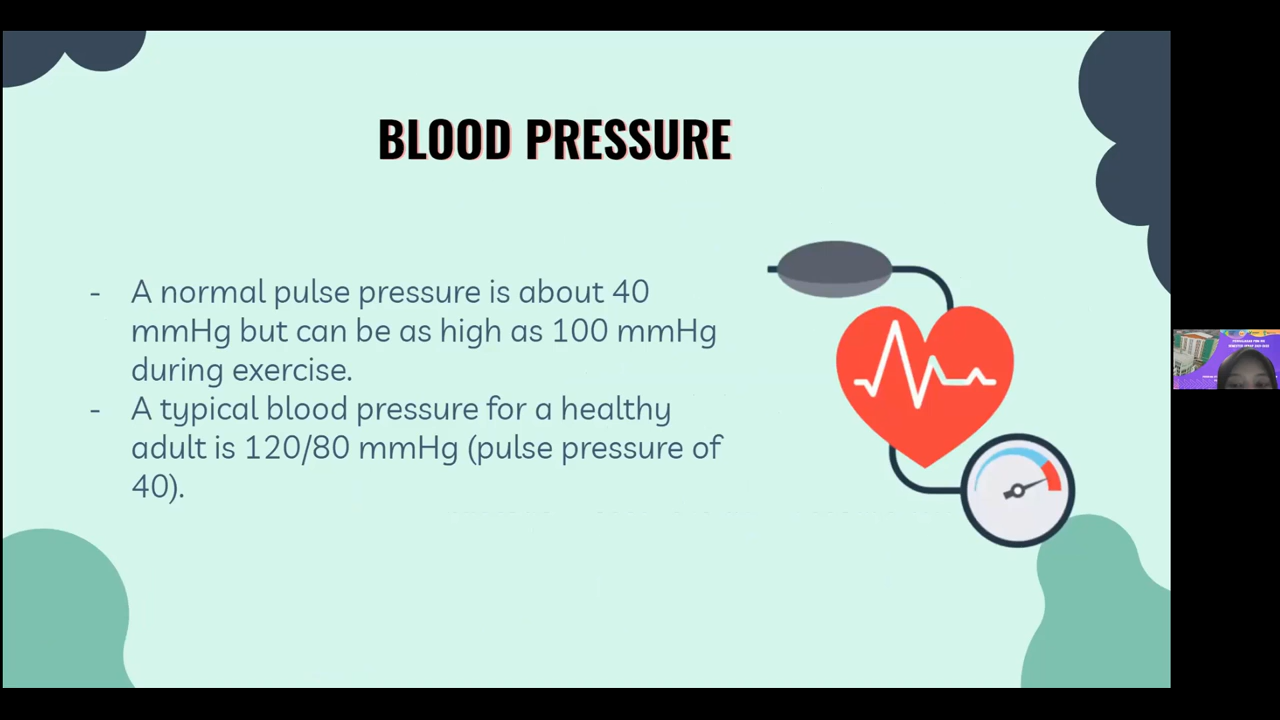 BLOOD PRESSURE
- A normal pulse pressure is about 40
mmHg but can be as high as 100 mmHg
during exercise.
- A typical blood pressure for a healthy
adult is 120/80 mmHg (pulse pressure of
40).